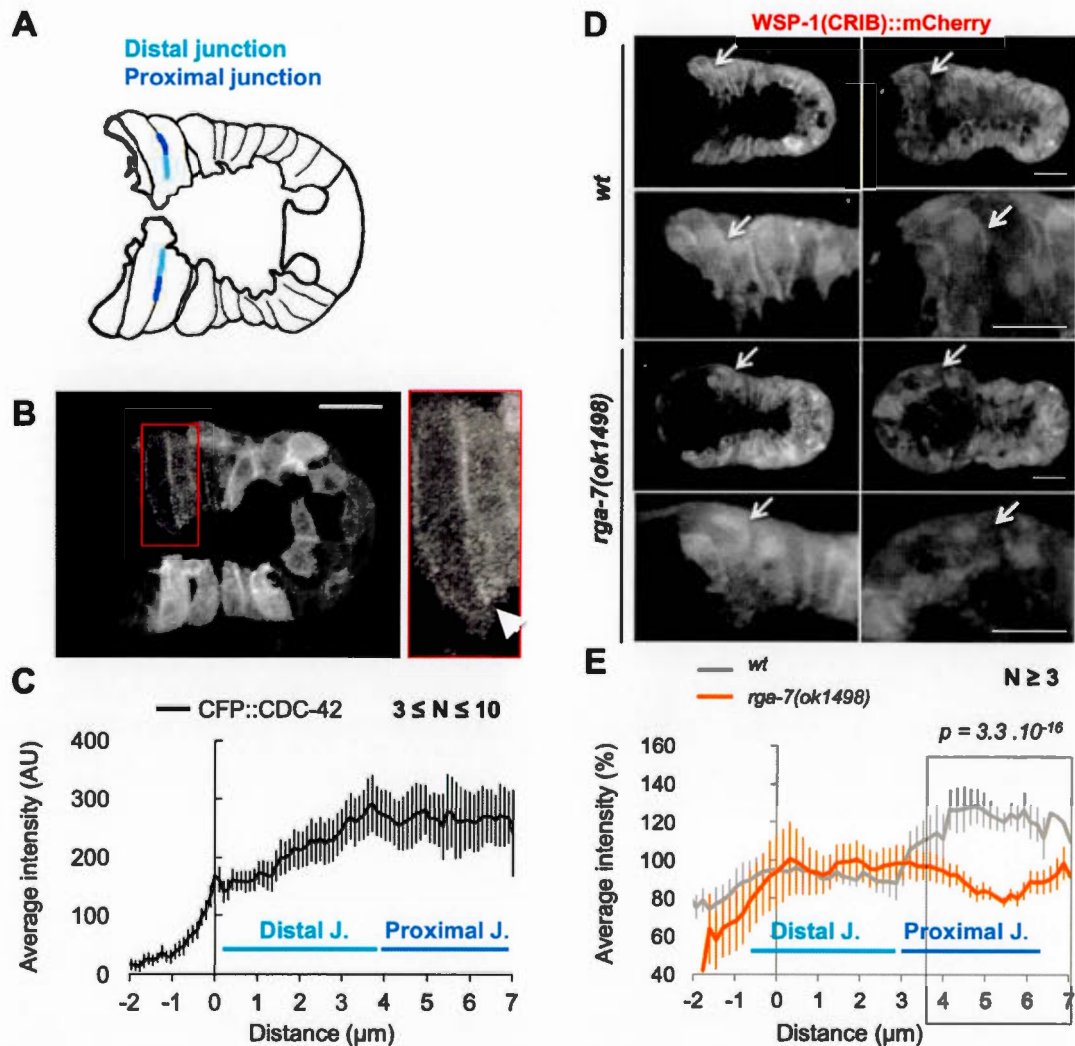 A
Distal junction
Proximal junction
B
C
CFP::CDC-42
3 ≤ N ≤ 10
Average intensity (AU)
400
300
200
100
0
Distal J.
Proximal J.
-2 -1 0 1 2 3 4 5 6 7
Distance (µm)
D
WSP-1(CRIB)::mCherry
wt
rga-7(ok1498)
E
wt
rga-7(ok1498)
N ≥ 3
p = 3.3 .10-16
Average intensity (%)
160
140
120
100
80
60
40
Distal J.
Proximal J.
-2 -1 0 1 2 3 4 5 6 7
Distance (µm)